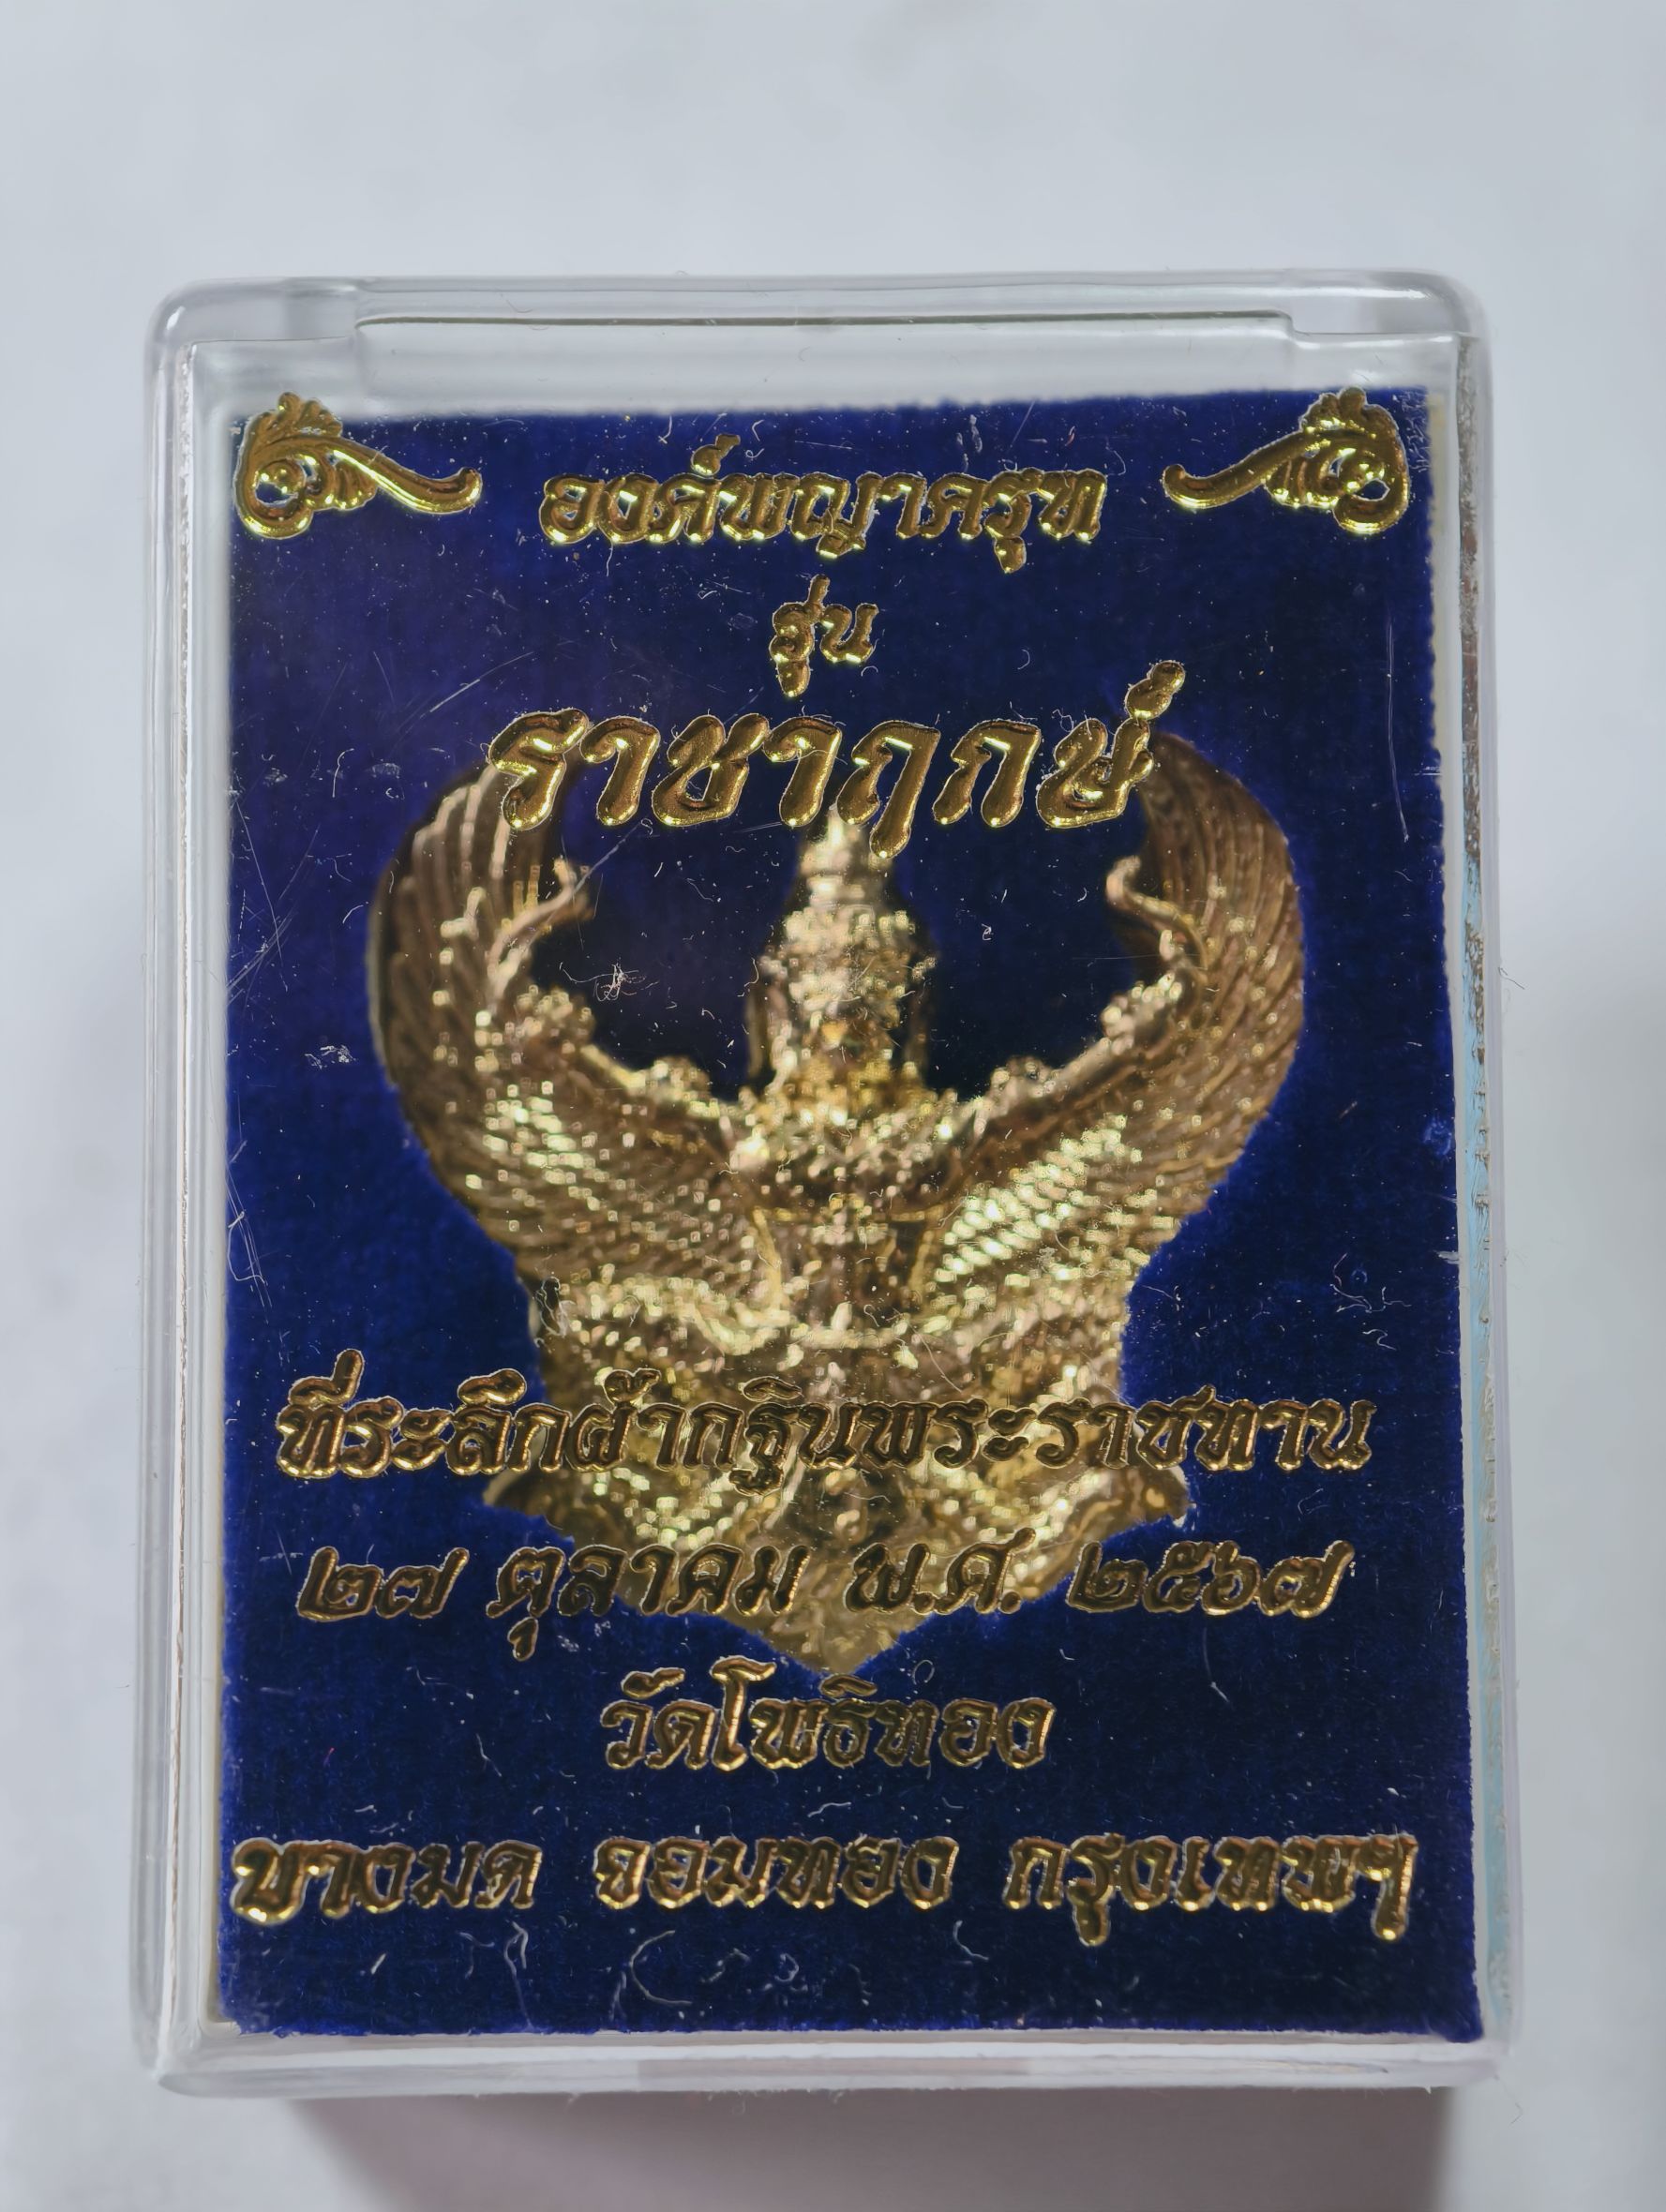 องค์พญาครุฑ
รุ่น
ราชาฤกษ์
ที่ระลึกผ้ากฐินพระราชทาน
๒๗ ตุลาคม พ.ศ. ๒๕๖๗
วัดโพธิ์ทอง
บางมด จอมทอง กรุงเทพฯ